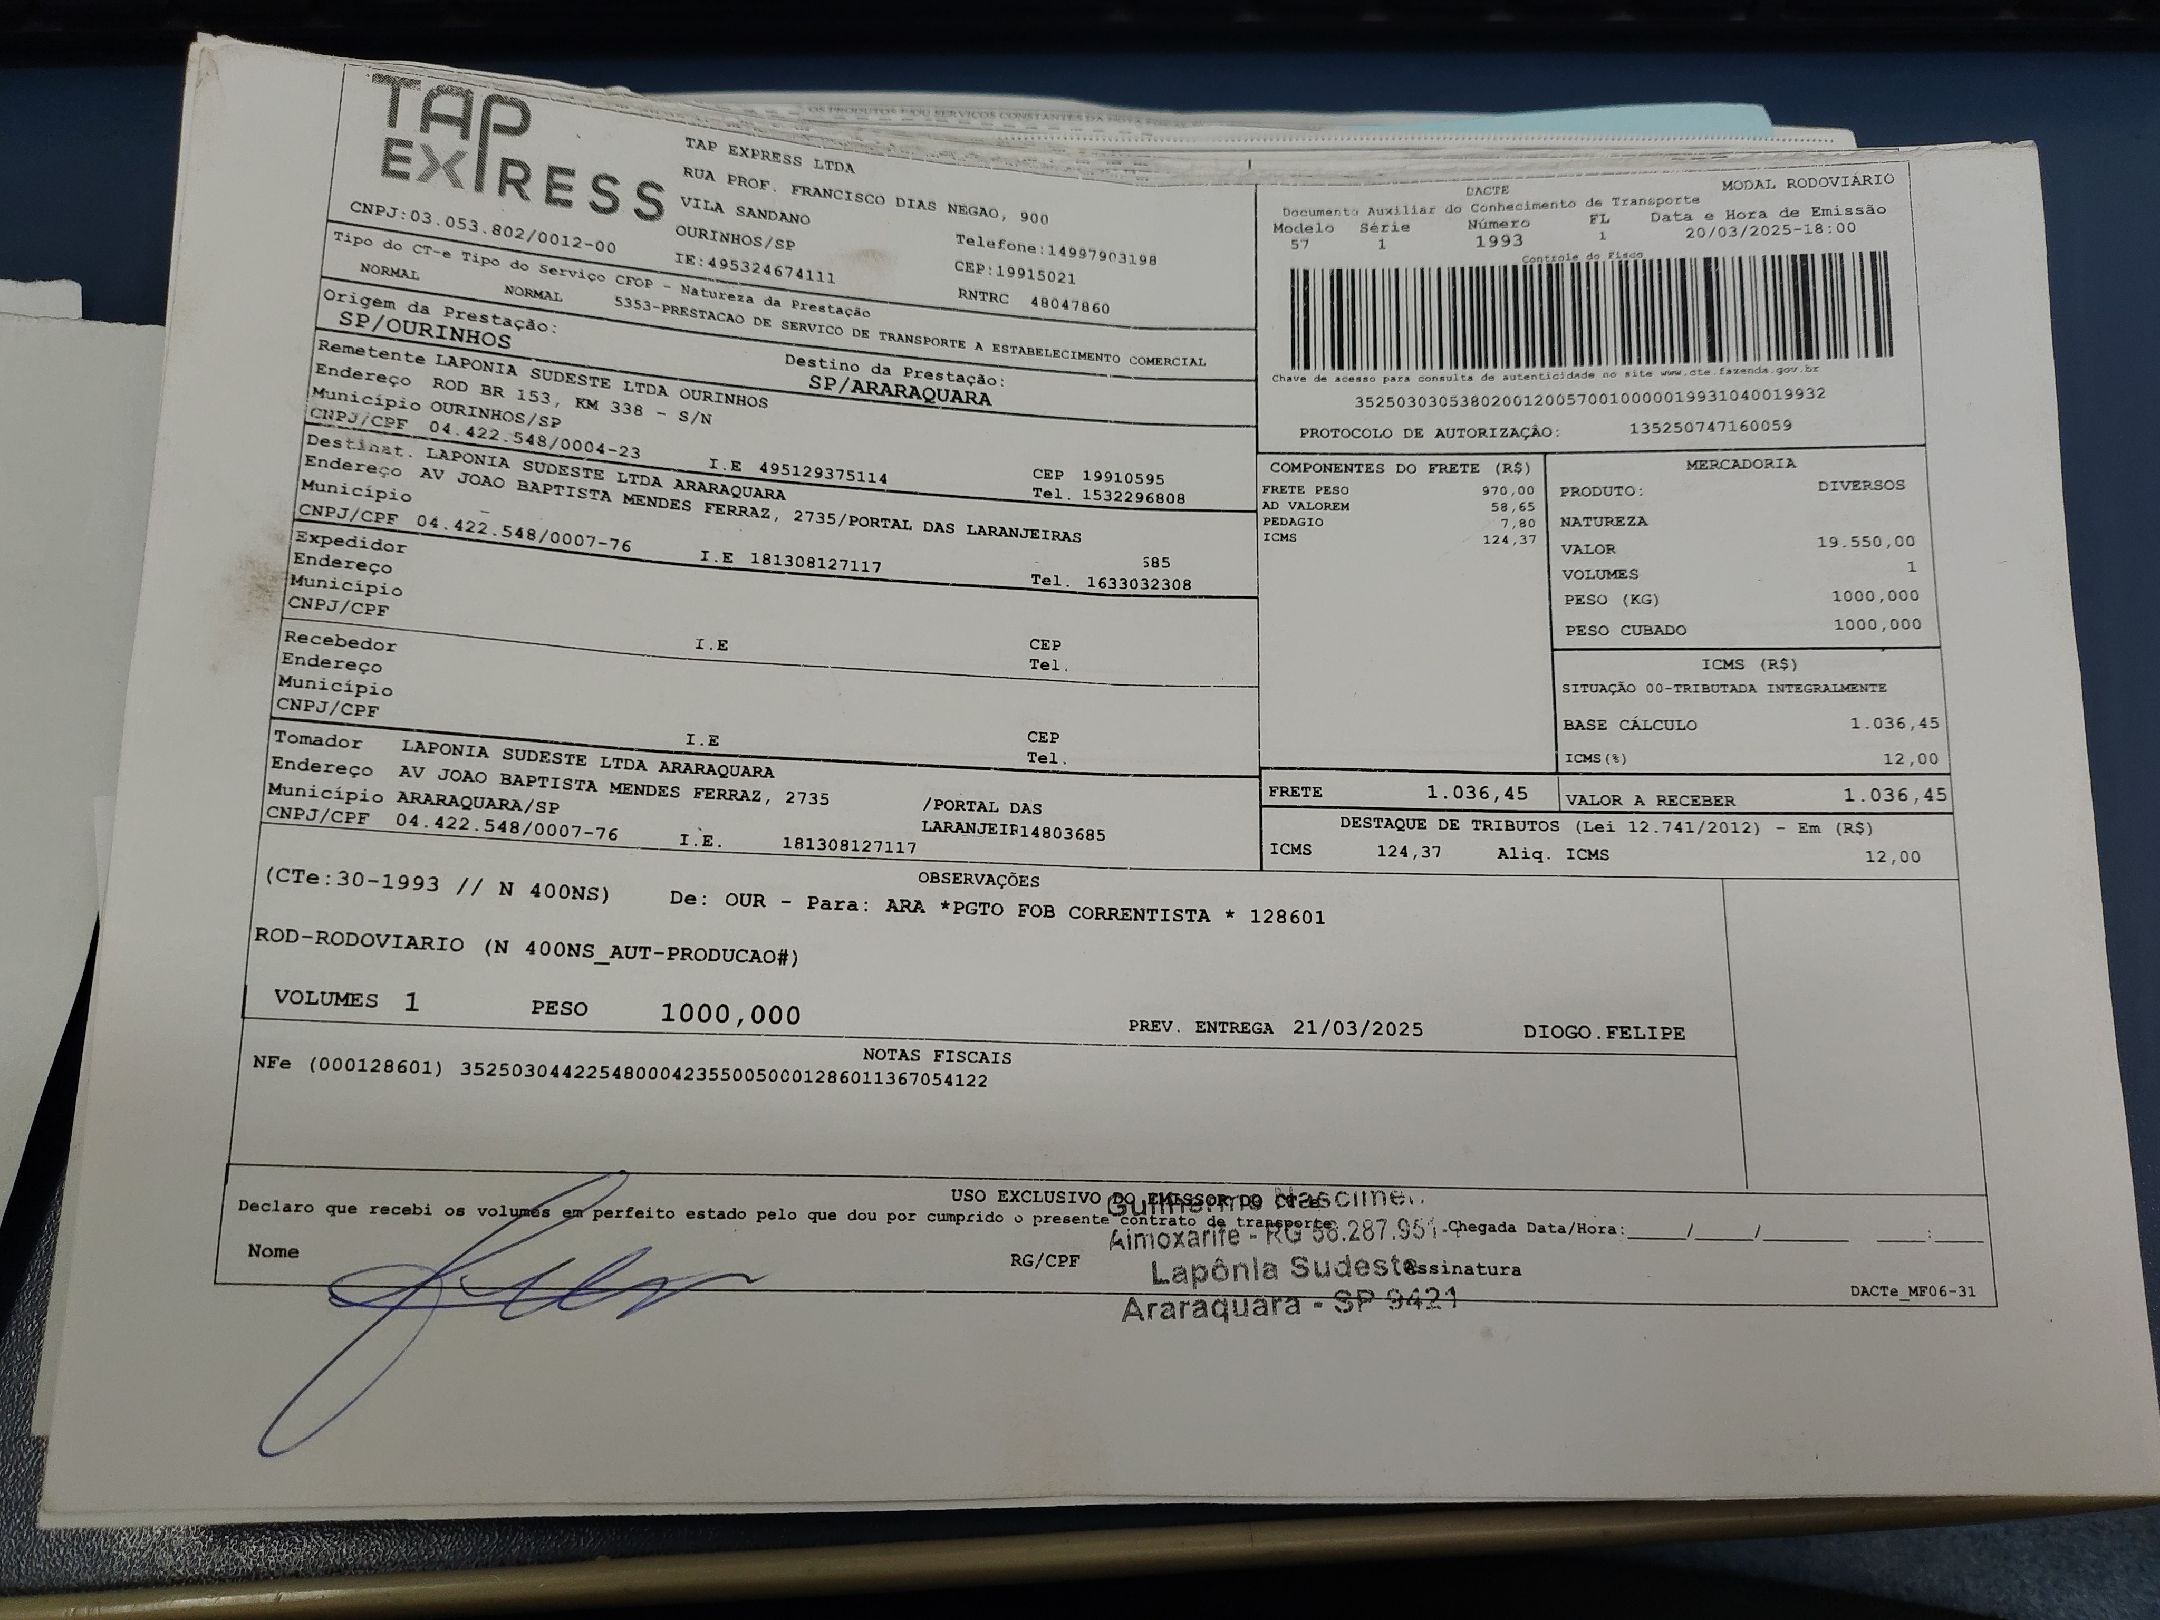 TAP
EXPRESS
TAP EXPRESS LTDA
RUA PROF. FRANCISCO DIAS NEGAO, 900
VILA SANDANO
OURINHOS/SP
Telefone:14997903198
CNPJ:03.053.802/0012-00
IE:495324674111
CEP:19915021
RNTRC 48047860
Tipo do CT-e Tipo do Serviço CFOP - Natureza da Prestação
NORMAL NORMAL 5353-PRESTACAO DE SERVICO DE TRANSPORTE A ESTABELECIMENTO COMERCIAL
Origem da Prestação:
SP/OURINHOS
Destino da Prestação:
SP/ARARAQUARA
Remetente LAPONIA SUDESTE LTDA OURINHOS
Endereço ROD BR 153, KM 338 - S/N
Município OURINHOS/SP
CNPJ/CPF 04.422.548/0004-23 I.E 495129375114
CEP 19910595
Tel. 1532296808
Destinat. LAPONIA SUDESTE LTDA ARARAQUARA
Endereço AV JOAO BAPTISTA MENDES FERRAZ, 2735/PORTAL DAS LARANJEIRAS
Município
685
CNPJ/CPF 04.422.548/0007-76 I.E 181308127117 Tel. 1633032308
Expedidor
Endereço
Município
CNPJ/CPF
I.E
CEP
Tel.
Recebedor
Endereço
Município
CNPJ/CPF
I.E
CEP
Tel.
Tomador LAPONIA SUDESTE LTDA ARARAQUARA
Endereço AV JOAO BAPTISTA MENDES FERRAZ, 2735 /PORTAL DAS
Município ARARAQUARA/SP LARANJEIR14803685
CNPJ/CPF 04.422.548/0007-76 I.E. 181308127117
DACTE MODAL RODOVIÁRIO
Documento Auxiliar do Conhecimento de Transporte
Modelo Série Número FL Data e Hora de Emissão
57 1 1993 1 20/03/2025-18:00
Controle do Fisco
Chave de acesso para consulta de autenticidade no site www.cte.fazenda.gov.br
35250303053802001200570010000019931040019932
PROTOCOLO DE AUTORIZAÇÃO: 135250747160059
COMPONENTES DO FRETE (R$)
FRETE PESO 970,00
AD VALOREM 58,65
PEDAGIO 7,80
ICMS 124,37
MERCADORIA
PRODUTO: DIVERSOS
NATUREZA
VALOR 19.550,00
VOLUMES 1
PESO (KG) 1000,000
PESO CUBADO 1000,000
ICMS (R$)
SITUAÇÃO 00-TRIBUTADA INTEGRALMENTE
BASE CÁLCULO 1.036,45
ICMS(%) 12,00
FRETE 1.036,45 VALOR A RECEBER 1.036,45
DESTAQUE DE TRIBUTOS (Lei 12.741/2012) - Em (R$)
ICMS 124,37 Aliq. ICMS 12,00
OBSERVAÇÕES
(CTe:30-1993 // N 400NS) De: OUR - Para: ARA *PGTO FOB CORRENTISTA * 128601
ROD-RODOVIARIO (N 400NS_AUT-PRODUCAO#)
VOLUMES 1 PESO 1000,000 PREV. ENTREGA 21/03/2025 DIOGO.FELIPE
NOTAS FISCAIS
NFe (000128601) 35250304422548000423550050001286011367054122
USO EXCLUSIVO DO EMISSOR DO CT-e
Declaro que recebi os volumes em perfeito estado pelo que dou por cumprido o presente contrato de transporte
Chegada Data/Hora:____/____/______ ___:___
Nome RG/CPF Assinatura
Guilherme
Almoxarife - RG 56.287.951-
Lapônia Sudeste
Araraquara - SP 9421
DACTe_MF06-31